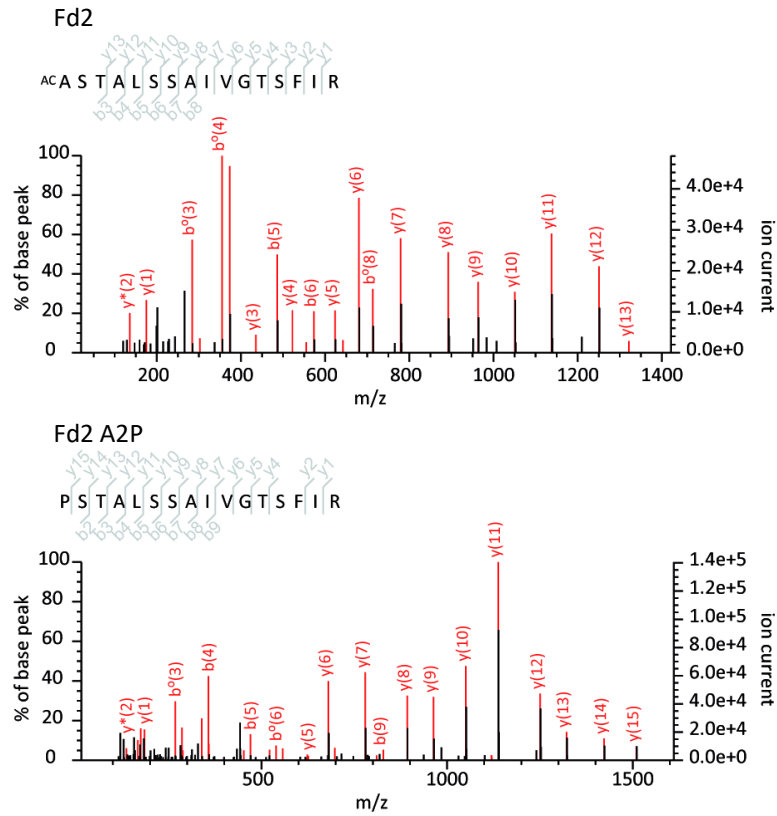 Fd2
y13 y12 y11 y10 y9 y8 y7 y6 y5 y4 y3 y2 y1
AC A S T A L S S A I V G T S F I R
b3 b4 b5 b6 b7 b8
100
80
60
40
20
0
% of base peak
y*(2) y(1) b°(3) b°(4) b(5) y(4) b(6) y(5) y(3) y(6) b°(8) y(7) y(8) y(9) y(10) y(11) y(12) y(13)
4.0e+4
3.0e+4
2.0e+4
1.0e+4
0.0e+0
ion current
200 400 600 800 1000 1200 1400
m/z
Fd2 A2P
y15 y14 y13 y12 y11 y10 y9 y8 y7 y6 y5 y4 y2 y1
P S T A L S S A I V G T S F I R
b2 b3 b4 b5 b6 b7 b8 b9
100
80
60
40
20
0
% of base peak
y*(2) y(1) b°(3) b(4) b(5) b°(6) y(5) y(6) y(7) b(9) y(8) y(9) y(10) y(11) y(12) y(13) y(14) y(15)
1.4e+5
1.2e+5
1.0e+5
8.0e+4
6.0e+4
4.0e+4
2.0e+4
0.0e+0
ion current
500 1000 1500
m/z